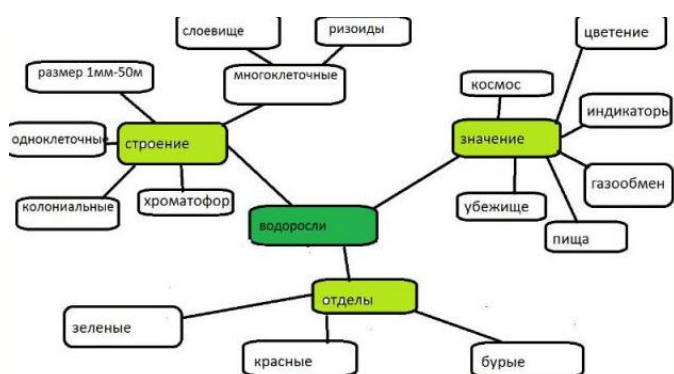 слоевище
ризоиды
цветение
размер 1мм-50м
многоклеточные
космос
индикаторы
одноклеточные
строение
значение
газообмен
колониальные
хроматофор
убежище
водоросли
пища
отделы
зеленые
красные
бурые